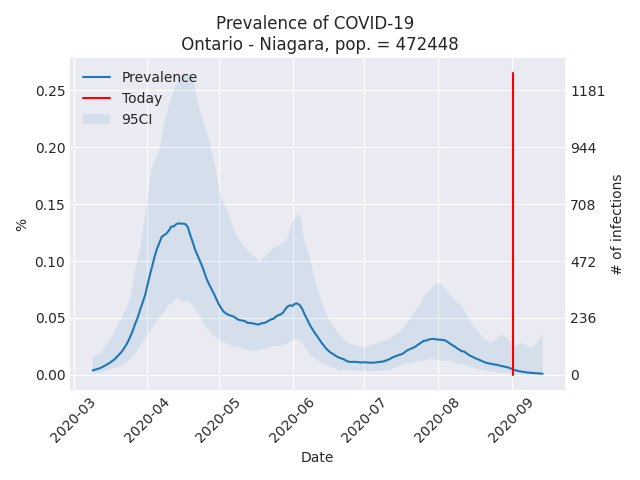 Prevalence of COVID-19
Ontario - Niagara, pop. = 472448
Prevalence
Today
95CI
0.25
0.20
0.15
0.10
0.05
0.00
%
1181
944
708
472
236
0
# of infections
2020-03
2020-04
2020-05
2020-06
2020-07
2020-08
2020-09
Date